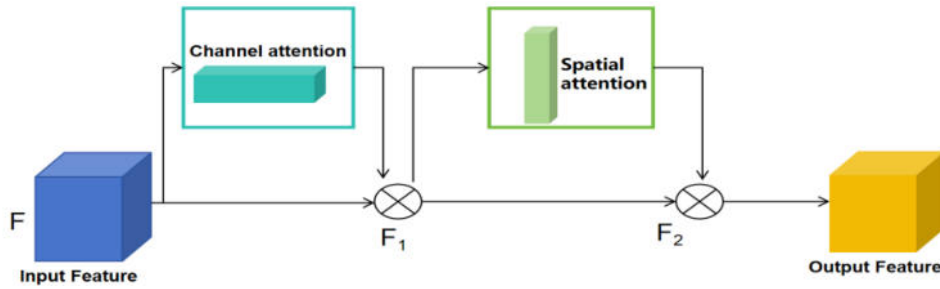 Channel attention
Spatial
attention
F
F₁
F₂
Input Feature
Output Feature